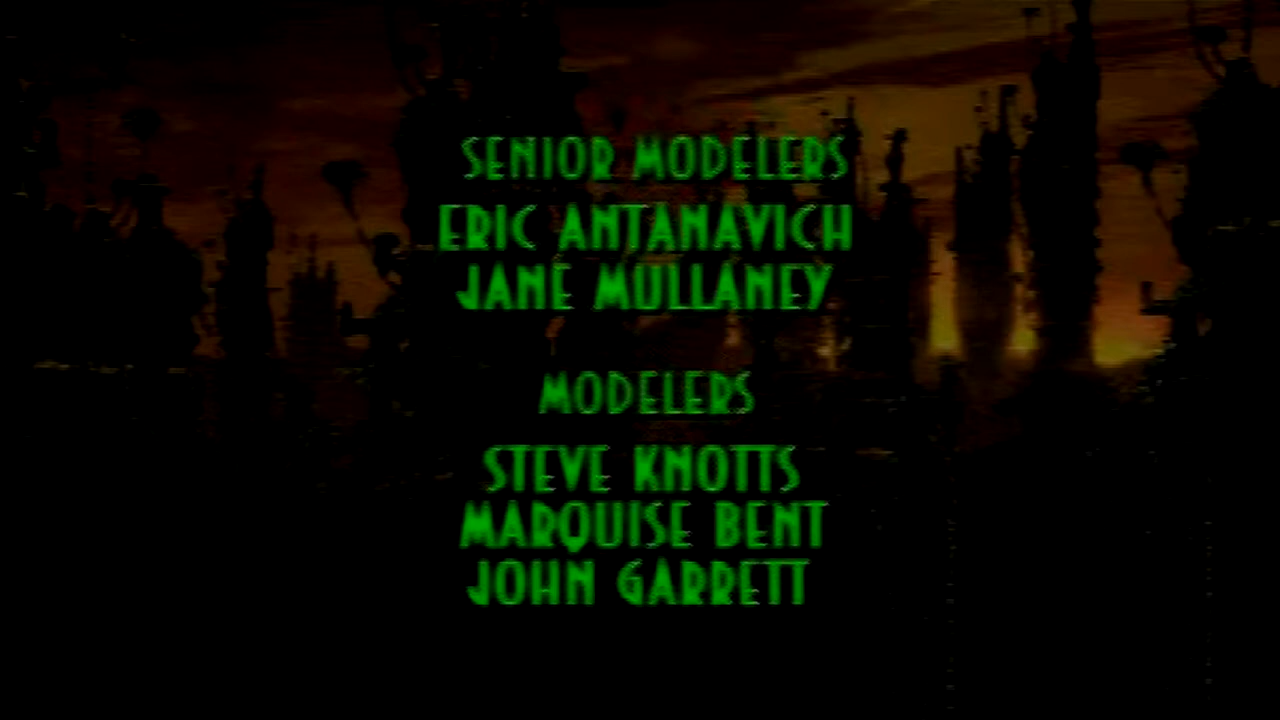 SENIOR MODELERS
ERIC ANTANAVICH
JANE MULLANEY
MODELERS
STEVE KNOTTS
MARQUISE BENT
JOHN GARRETT